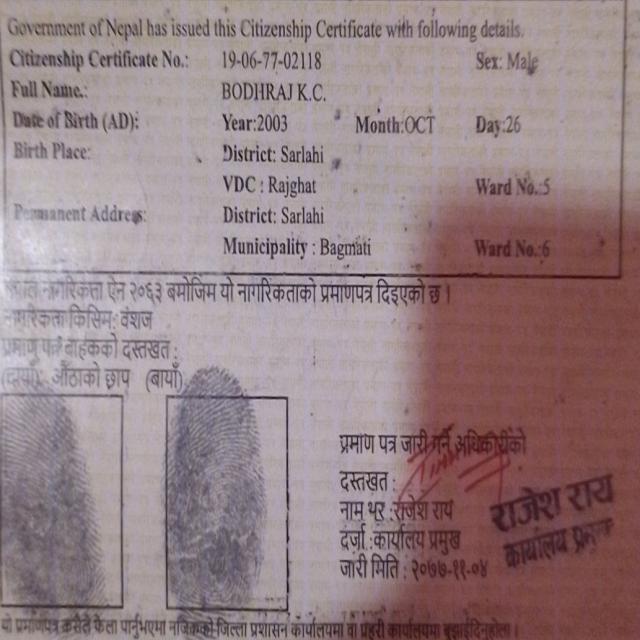 Government of Nepal has issued this Citizenship Certificate with following details.
Citizenship Certificate No.: 19-06-77-02118 Sex: Male
Full Name.: BODHRAJ K.C.
Date of Birth (AD): Year:2003 Month:OCT Day:26
Birth Place: District: Sarlahi
VDC : Rajghat Ward No.:5
Permanent Address: District: Sarlahi
Municipality : Bagmati Ward No.:6
नागरिकता ऐन २०६३ बमोजिम यो नागरिकताको प्रमाणपत्र दिइएको छ ।
नागरिकता किसिम: वंशज
प्रमाण पत्र वाहकको दस्तखत :
(दायाँ) औंठाको छाप (बायाँ)
प्रमाण पत्र जारी गर्ने अधिकारीको
दस्तखत :
नाम थर : राजेश राय
दर्जा : कार्यालय प्रमुख
जारी मिति : २०७७-११-०४
राजेश राय
कार्यालय प्रमुख
यो प्रमाणपत्र कसैले फेला पार्नुभएमा नजिकको जिल्ला प्रशासन कार्यालयमा वा प्रहरी कार्यालयमा बुझाईदिनुहोला ।